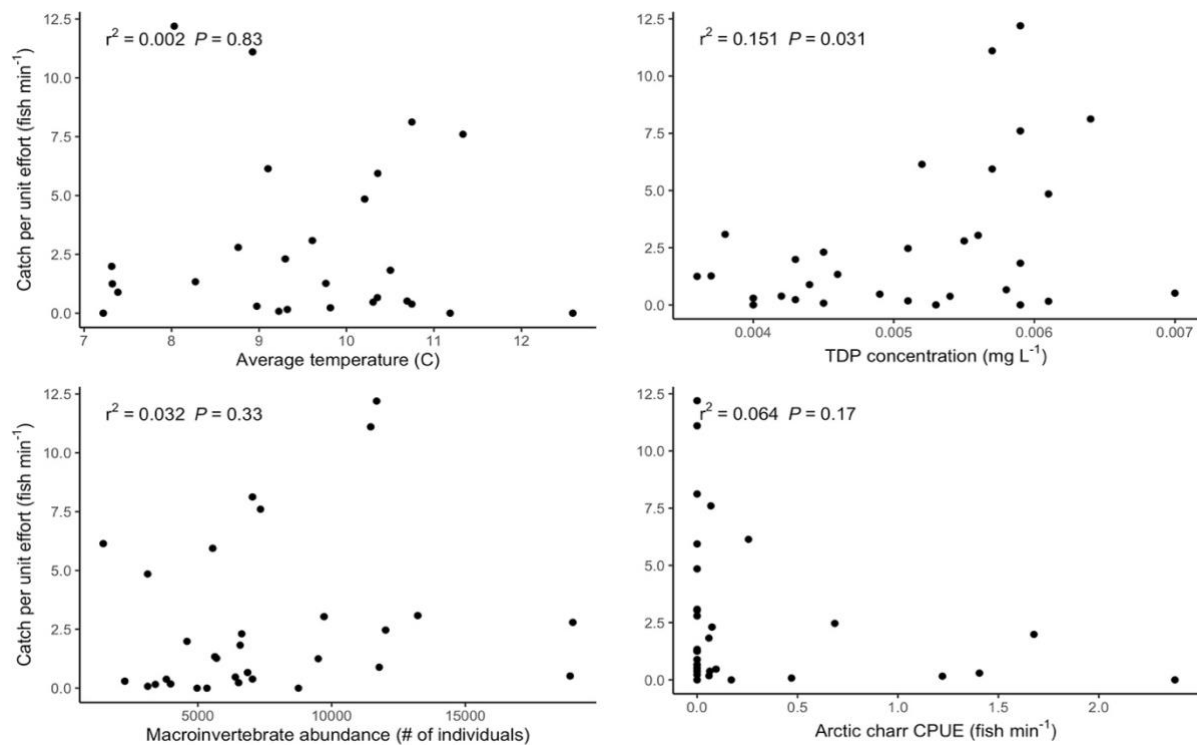 12.5
r² = 0.002 P = 0.83
10.0
7.5
5.0
2.5
0.0
Catch per unit effort (fish min⁻¹)
7 8 9 10 11 12
Average temperature (C)
12.5
r² = 0.151 P = 0.031
10.0
7.5
5.0
2.5
0.0
0.004 0.005 0.006 0.007
TDP concentration (mg L⁻¹)
12.5
r² = 0.032 P = 0.33
10.0
7.5
5.0
2.5
0.0
Catch per unit effort (fish min⁻¹)
5000 10000 15000
Macroinvertebrate abundance (# of individuals)
12.5
r² = 0.064 P = 0.17
10.0
7.5
5.0
2.5
0.0
0.0 0.5 1.0 1.5 2.0
Arctic charr CPUE (fish min⁻¹)